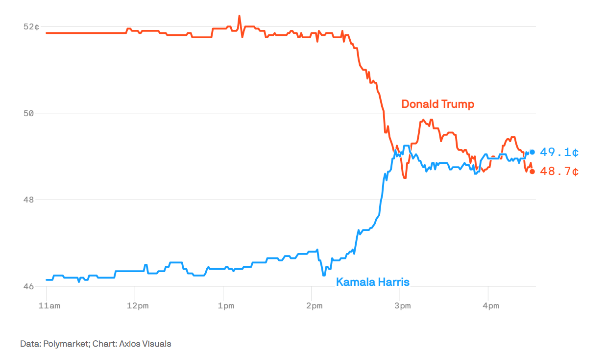 52¢
Donald Trump
50
49.1¢
48.7¢
48
Kamala Harris
46
11am 12pm 1pm 2pm 3pm 4pm
Data: Polymarket; Chart: Axios Visuals